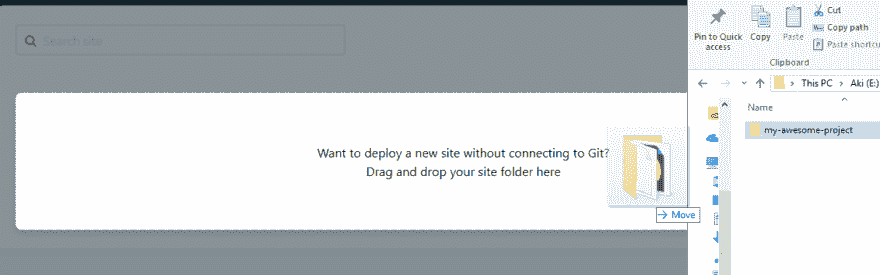 Search site
Want to deploy a new site without connecting to Git?
Drag and drop your site folder here
Move
Pin to Quick
access
Copy
Paste
Cut
Copy path
Paste shortcu
Clipboard
This PC > Aki (E:)
Name
my-awesome-project